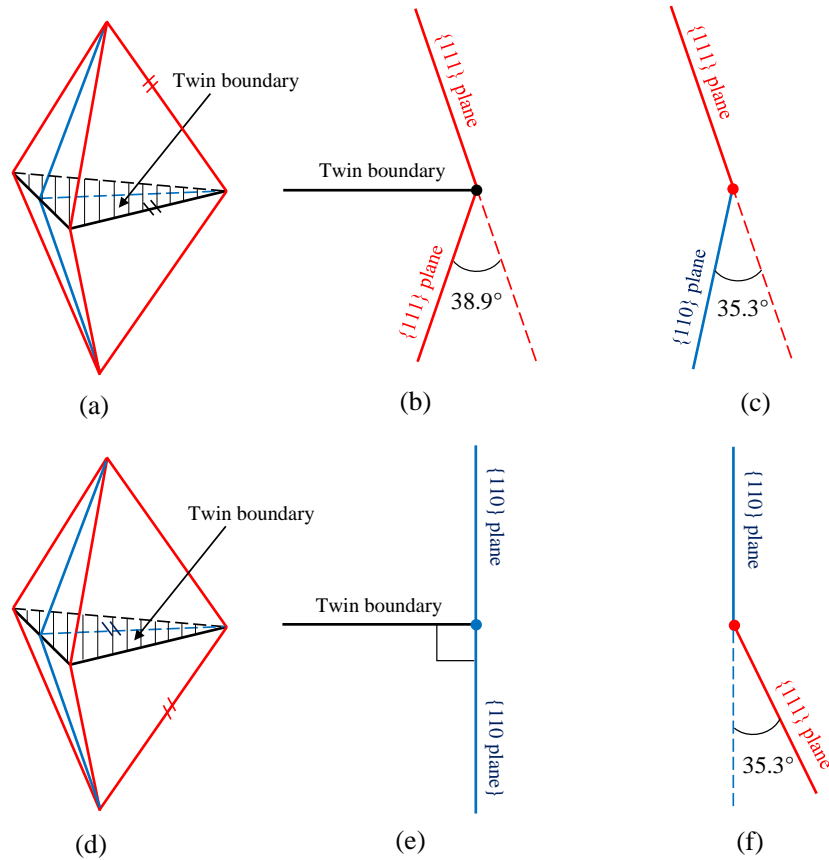 Twin boundary
(a)
{111} plane
Twin boundary
{111} plane
38.9°
(b)
{111} plane
{110} plane
35.3°
(c)
Twin boundary
(d)
{110} plane
Twin boundary
{110 plane}
(e)
{110} plane
{111} plane
35.3°
(f)